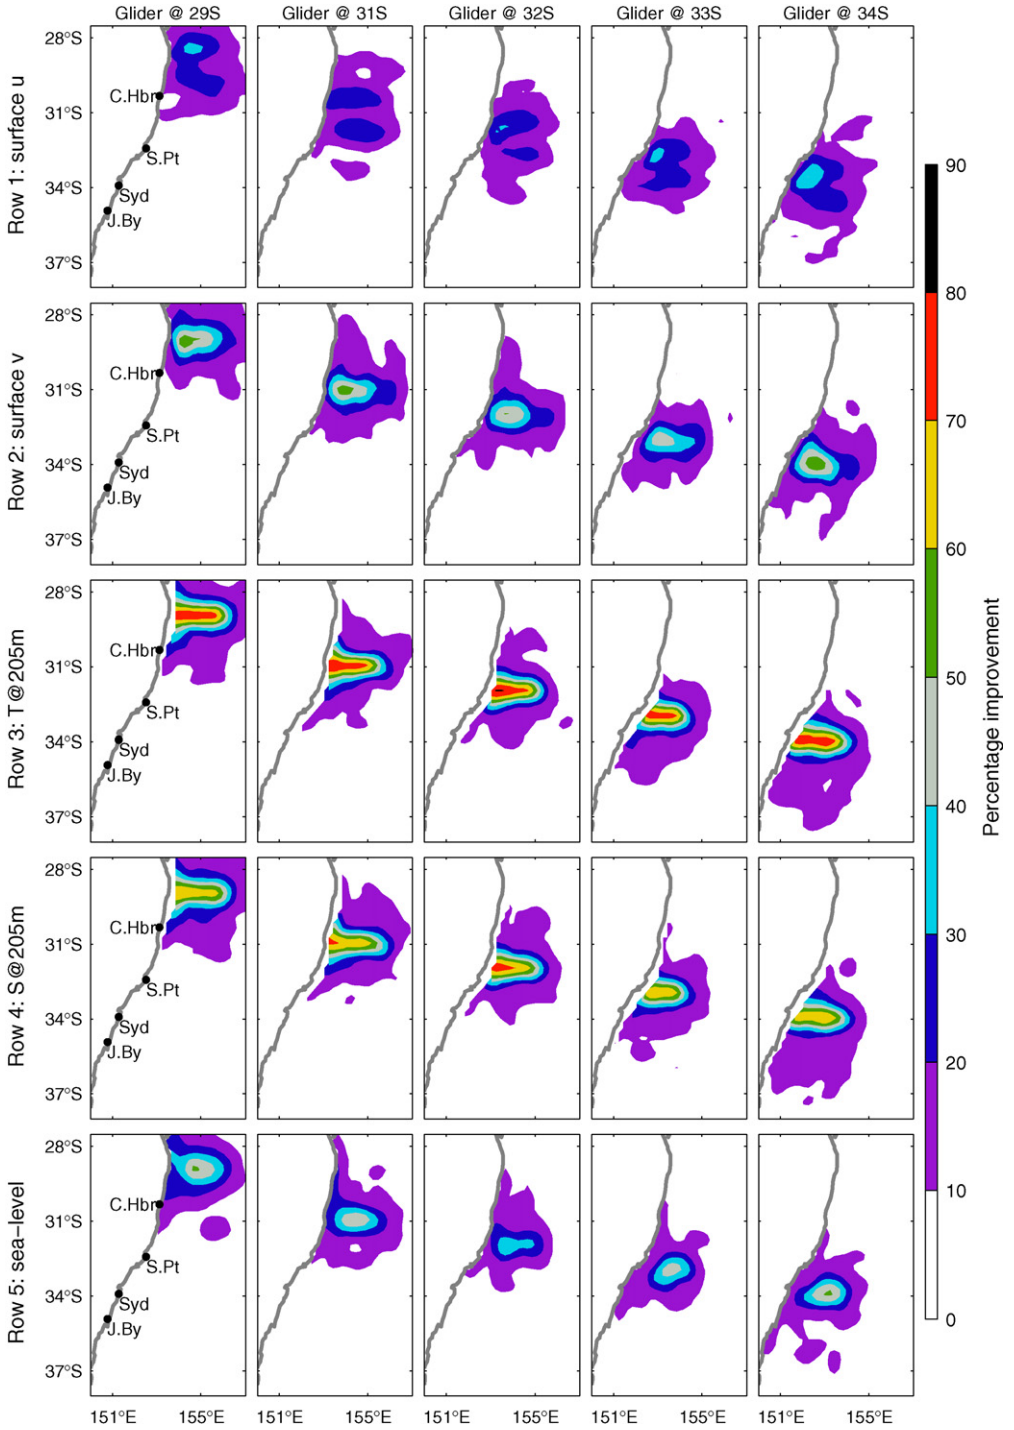 Glider @ 29S Glider @ 31S Glider @ 32S Glider @ 33S Glider @ 34S
Row 1: surface u
28°S
31°S
34°S
37°S
C.Hbr
S.Pt
Syd
J.By
Row 2: surface v
28°S
31°S
34°S
37°S
C.Hbr
S.Pt
Syd
J.By
Row 3: T@205m
28°S
31°S
34°S
37°S
C.Hbr
S.Pt
Syd
J.By
Row 4: S@205m
28°S
31°S
34°S
37°S
C.Hbr
S.Pt
Syd
J.By
Row 5: sea-level
28°S
31°S
34°S
37°S
C.Hbr
S.Pt
Syd
J.By
151°E 155°E 151°E 155°E 151°E 155°E 151°E 155°E 151°E 155°E
90
80
70
60
50
40
30
20
10
0
Percentage improvement